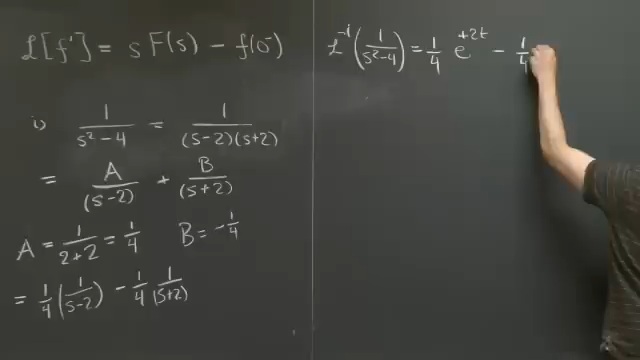 ℒ[f'] = s F(s) − f(0⁻)
i) 1/(s²−4) = 1/((s−2)(s+2))
= A/(s−2) + B/(s+2)
A = 1/(2+2) = 1/4   B = −1/4
= 1/4 (1/(s−2)) − 1/4 1/(s+2)
ℒ⁻¹(1/(s²−4)) = 1/4 e^(+2t) − 1/4